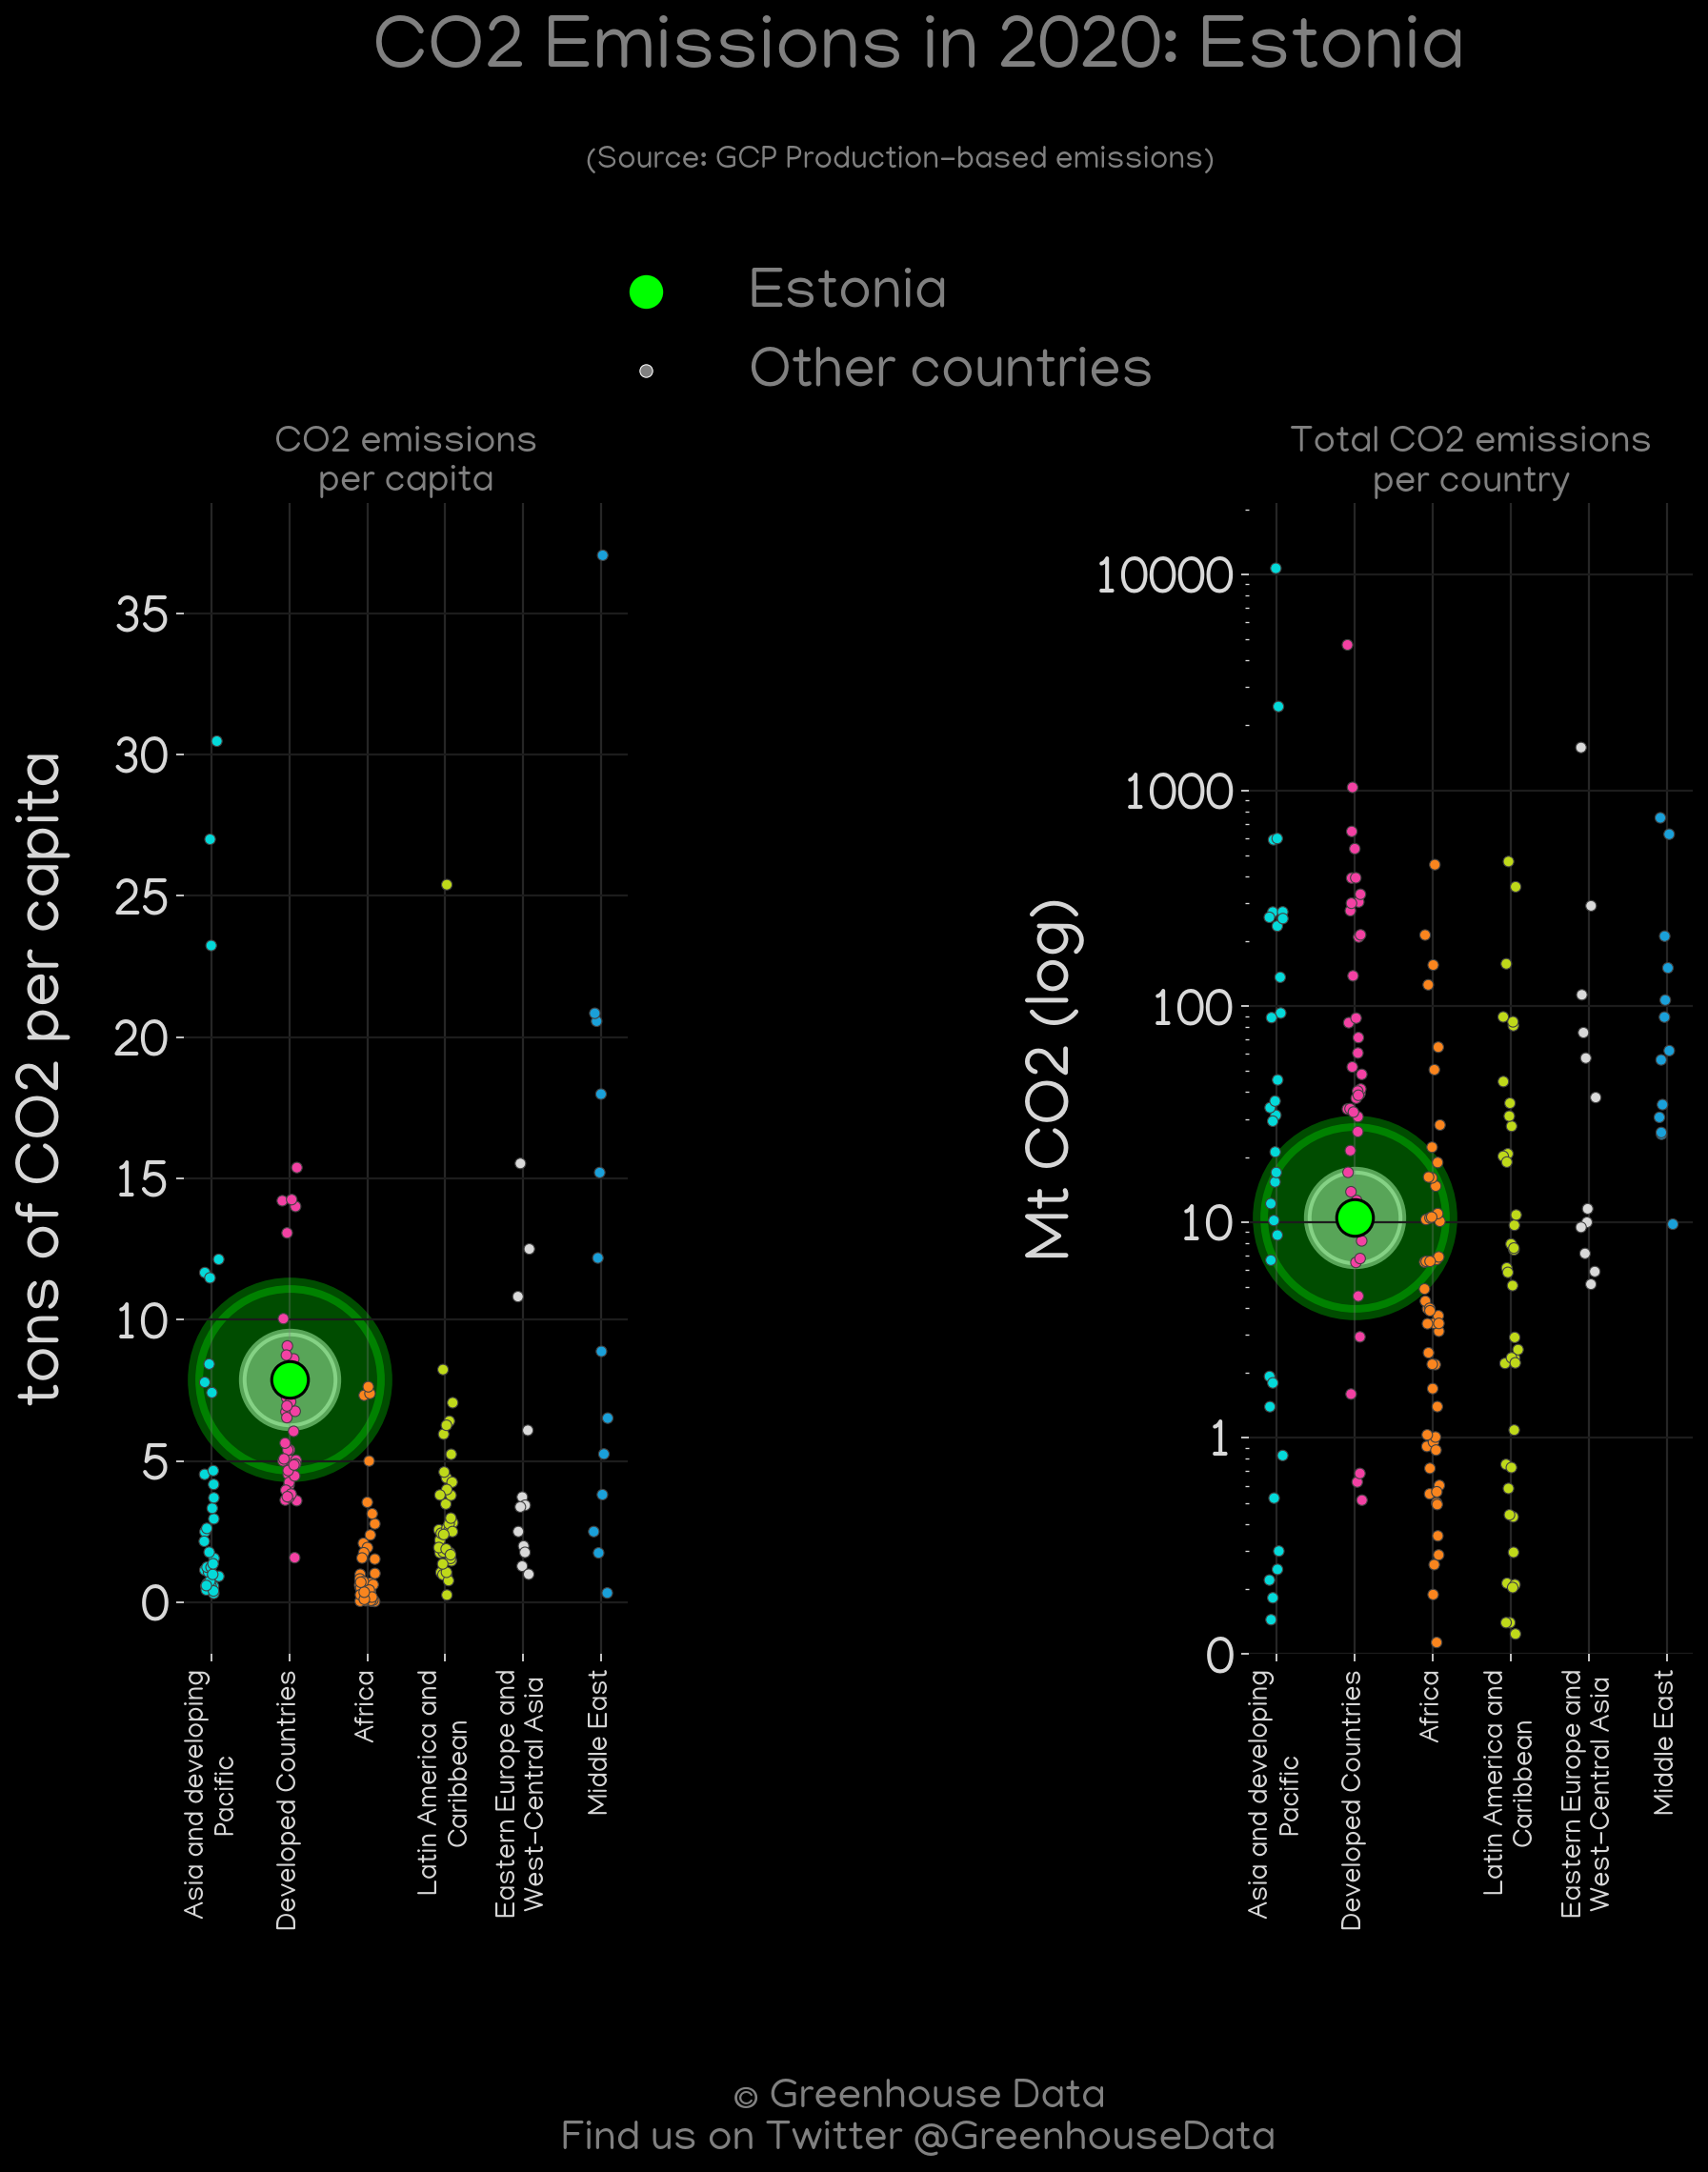 CO2 Emissions in 2020: Estonia
(Source: GCP Production-based emissions)
Estonia
Other countries
CO2 emissions
per capita
tons of CO2 per capita
35
30
25
20
15
10
5
0
Asia and developing
Pacific
Developed Countries
Africa
Latin America and
Caribbean
Eastern Europe and
West-Central Asia
Middle East
Total CO2 emissions
per country
Mt CO2 (log)
10000
1000
100
10
1
0
Asia and developing
Pacific
Developed Countries
Africa
Latin America and
Caribbean
Eastern Europe and
West-Central Asia
Middle East
© Greenhouse Data
Find us on Twitter @GreenhouseData